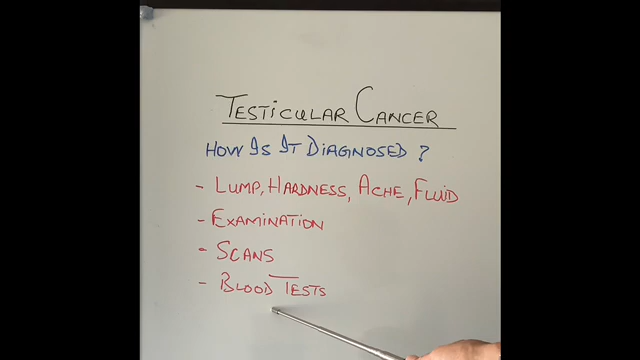 Testicular Cancer
How Is It Diagnosed?
- Lump, Hardness, Ache, Fluid
- Examination
- Scans
- Blood Tests